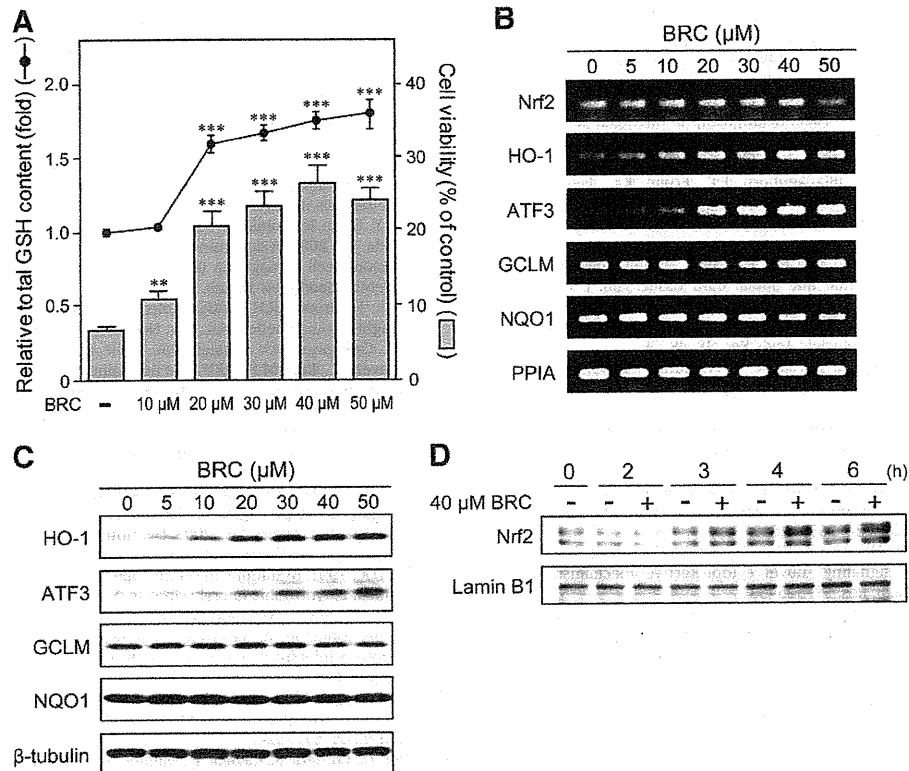 A
Relative total GSH content (fold) ( )
2.0
1.5
1.0
0.5
0
*** *** *** ***
** *** *** *** ***
40
30
20
10
0
Cell viability (% of control) ( )
BRC – 10 µM 20 µM 30 µM 40 µM 50 µM
B
BRC (µM)
0 5 10 20 30 40 50
Nrf2
HO-1
ATF3
GCLM
NQO1
PPIA
C
BRC (µM)
0 5 10 20 30 40 50
HO-1
ATF3
GCLM
NQO1
β-tubulin
D
0 2 3 4 6 (h)
40 µM BRC - - + - + - + - +
Nrf2
Lamin B1